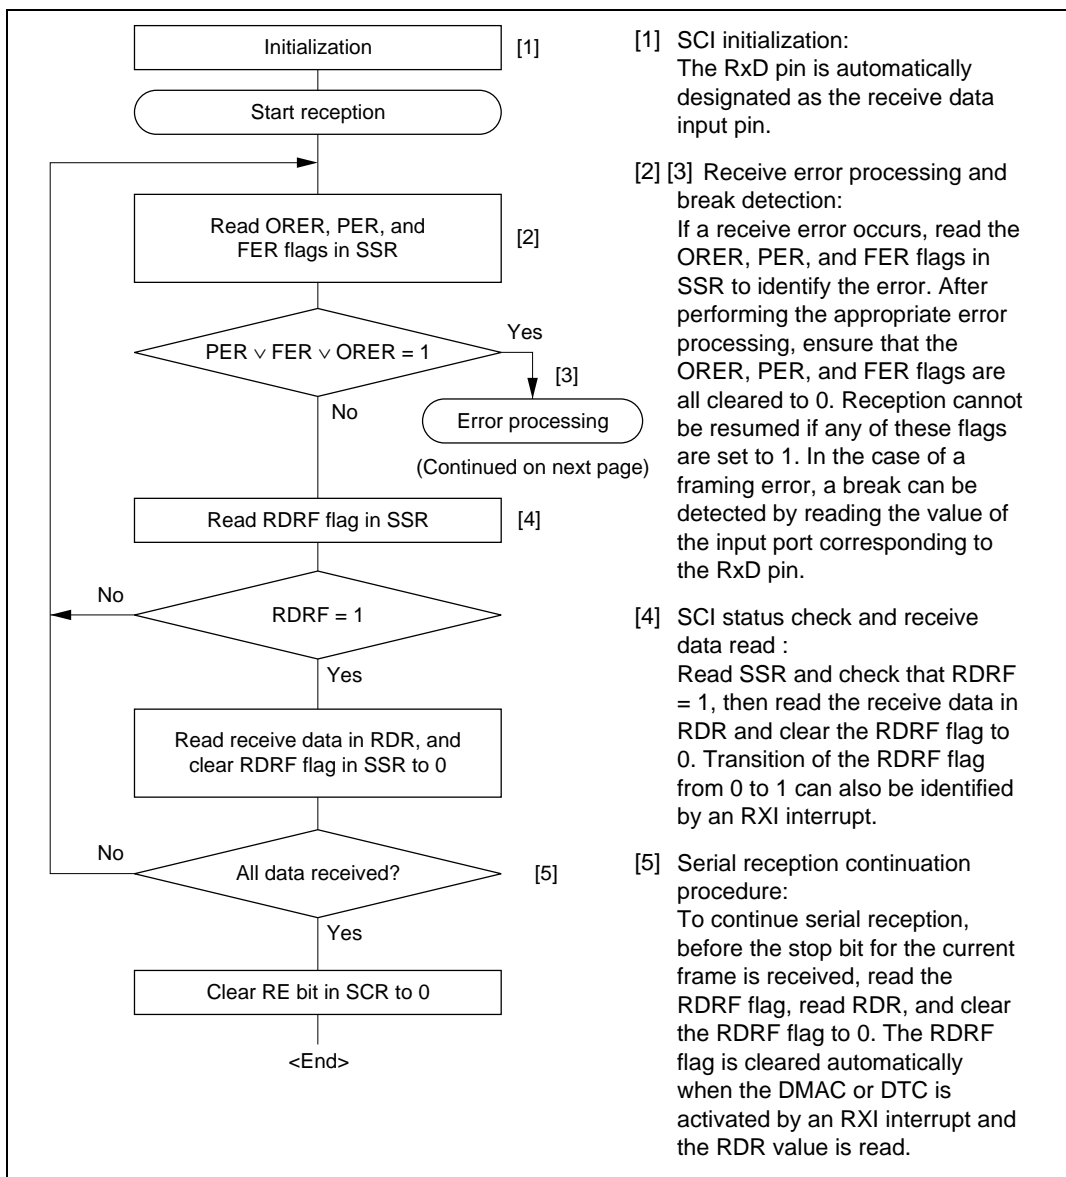 Initialization
[1]
Start reception
Read ORER, PER, and
FER flags in SSR
[2]
PER ∨ FER ∨ ORER = 1
Yes
[3]
No
Error processing
(Continued on next page)
Read RDRF flag in SSR
[4]
No
RDRF = 1
Yes
Read receive data in RDR, and
clear RDRF flag in SSR to 0
No
All data received?
[5]
Yes
Clear RE bit in SCR to 0
<End>
[1] SCI initialization:
The RxD pin is automatically
designated as the receive data
input pin.
[2] [3] Receive error processing and
break detection:
If a receive error occurs, read the
ORER, PER, and FER flags in
SSR to identify the error. After
performing the appropriate error
processing, ensure that the
ORER, PER, and FER flags are
all cleared to 0. Reception cannot
be resumed if any of these flags
are set to 1. In the case of a
framing error, a break can be
detected by reading the value of
the input port corresponding to
the RxD pin.
[4] SCI status check and receive
data read :
Read SSR and check that RDRF
= 1, then read the receive data in
RDR and clear the RDRF flag to
0. Transition of the RDRF flag
from 0 to 1 can also be identified
by an RXI interrupt.
[5] Serial reception continuation
procedure:
To continue serial reception,
before the stop bit for the current
frame is received, read the
RDRF flag, read RDR, and clear
the RDRF flag to 0. The RDRF
flag is cleared automatically
when the DMAC or DTC is
activated by an RXI interrupt and
the RDR value is read.